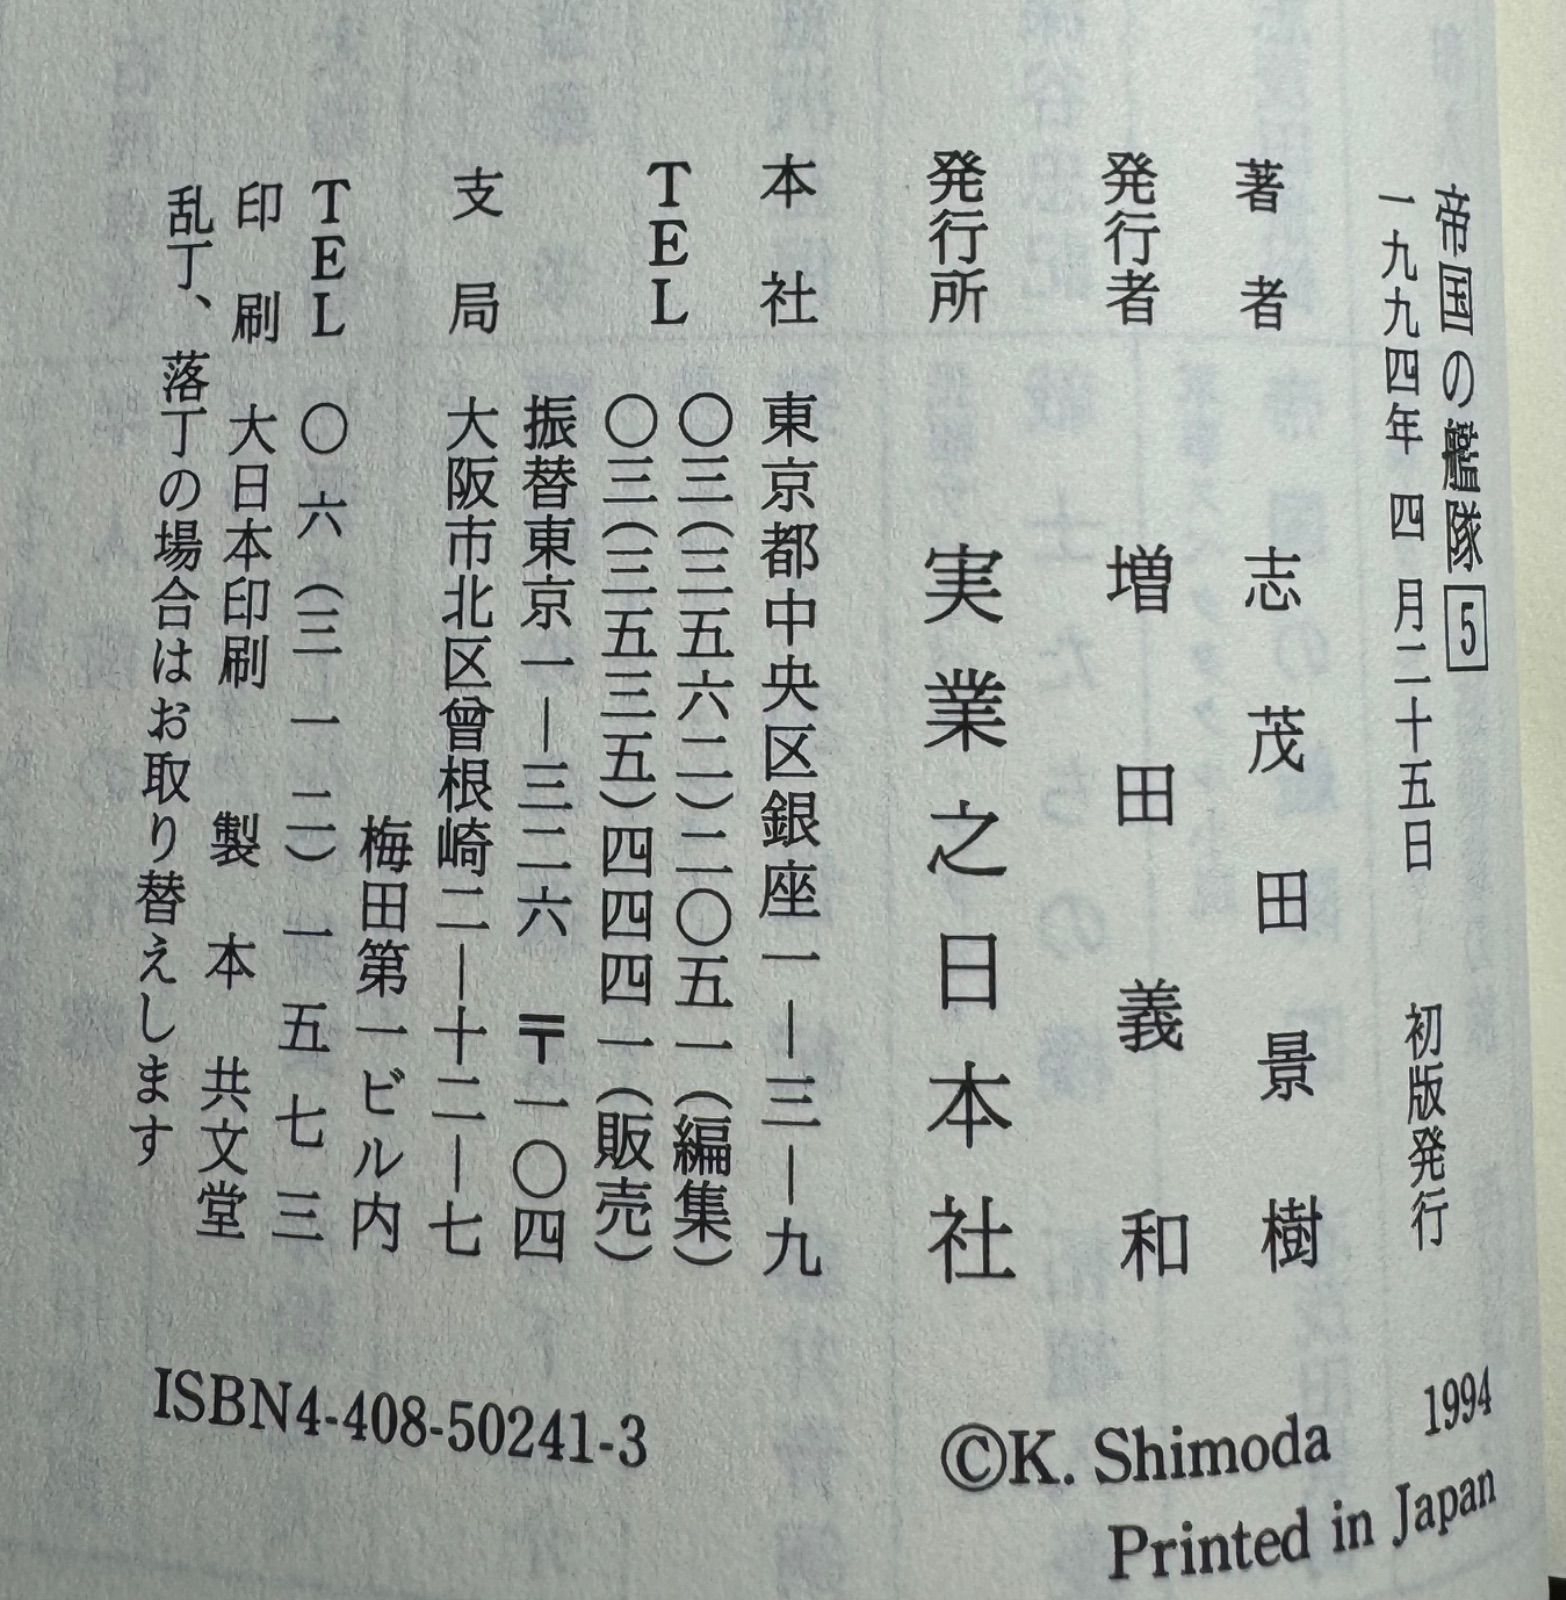 帝国の艦隊5
一九九四年 四月二十五日 初版発行
著者 志茂田景樹
発行者 増田義和
発行所 実業之日本社
本社 東京都中央区銀座一―三―九
TEL 〇三(三五六二)二〇五一(編集)
〇三(三五三五)四四四一(販売)
振替東京一―三二六 〒一〇四
支局 大阪市北区曾根崎二―十二―七
梅田第一ビル内
TEL 〇六(三一二)一五七三
印刷 大日本印刷 製本 共文堂
乱丁、落丁の場合はお取り替えします
©K. Shimoda 1994
Printed in Japan
ISBN4-408-50241-3